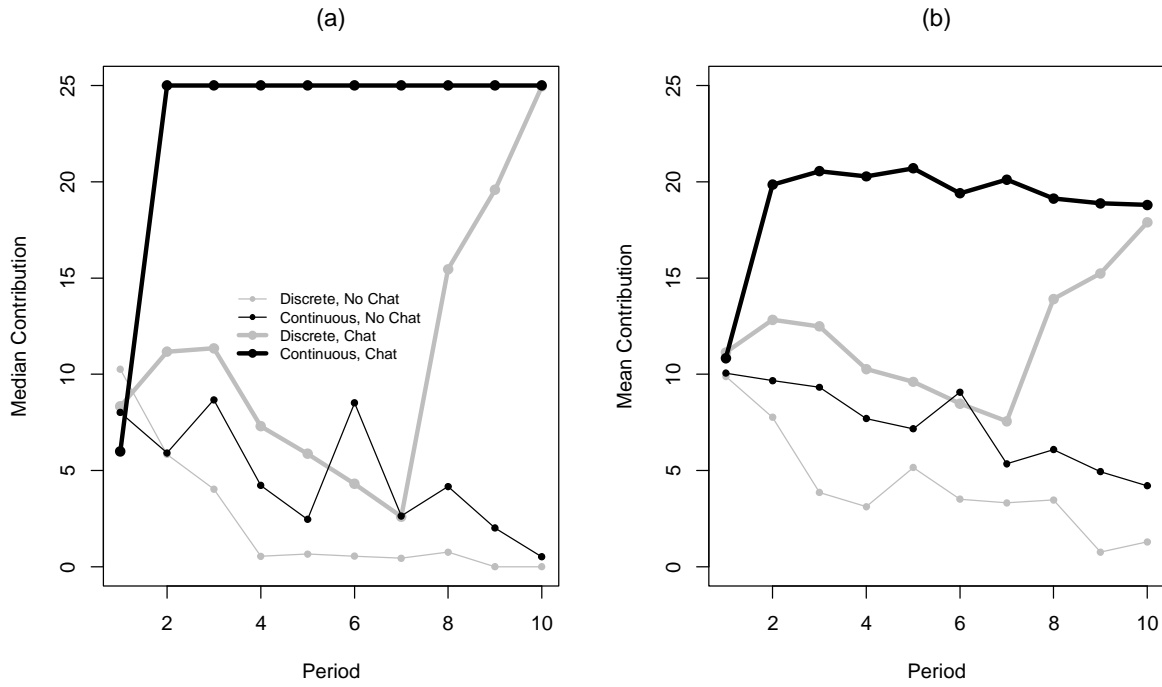 (a)
Median Contribution
25
20
15
10
5
0
Discrete, No Chat
Continuous, No Chat
Discrete, Chat
Continuous, Chat
2 4 6 8 10
Period
(b)
Mean Contribution
25
20
15
10
5
0
2 4 6 8 10
Period